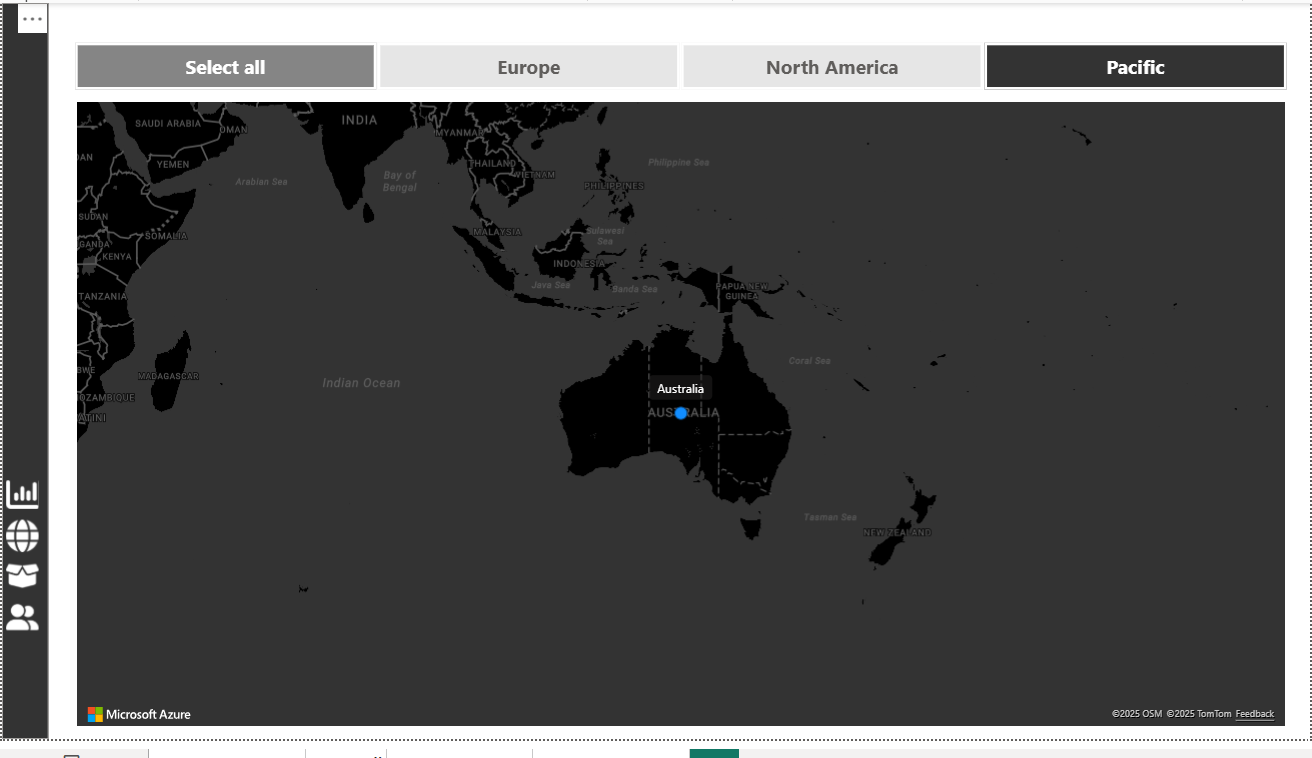 Select all
Europe
North America
Pacific
INDIA
SAUDI ARABIA
OMAN
MYANMAR
DAN
YEMEN
THAILAND
Philippine Sea
Bay of
Bengal
VIETNAM
Arabian Sea
PHILIPPINES
SUDAN
MALAYSIA
Sulawesi
Sea
SOMALIA
GANDA
KENYA
INDONESIA
Java Sea
Banda Sea
PAPUA NEW
GUINEA
TANZANIA
Coral Sea
BWE
MADAGASCAR
Indian Ocean
Australia
OZAMBIQUE
AUSTRALIA
ATINI
Tasman Sea
NEW ZEALAND
Microsoft Azure
©2025 OSM ©2025 TomTom Feedback